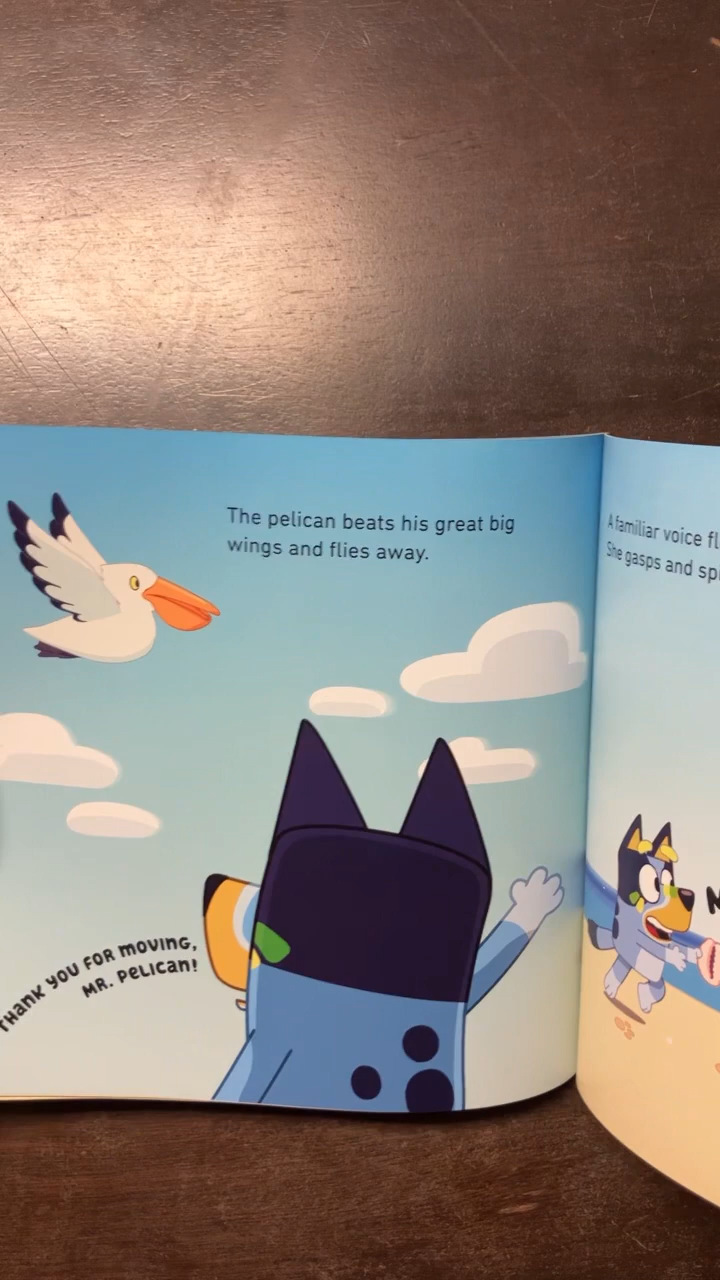 The pelican beats his great big
wings and flies away.
THANK YOU FOR MOVING,
MR. PELICAN!
A familiar voice
She gasps and